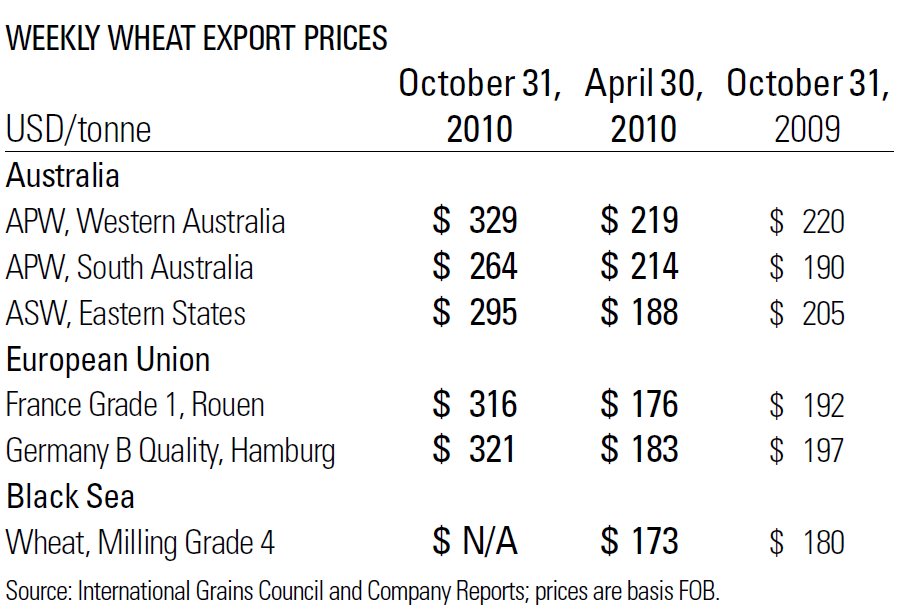 WEEKLY WHEAT EXPORT PRICES
October 31, April 30, October 31,
USD/tonne 2010 2010 2009
Australia
APW, Western Australia $ 329 $ 219 $ 220
APW, South Australia $ 264 $ 214 $ 190
ASW, Eastern States $ 295 $ 188 $ 205
European Union
France Grade 1, Rouen $ 316 $ 176 $ 192
Germany B Quality, Hamburg $ 321 $ 183 $ 197
Black Sea
Wheat, Milling Grade 4 $ N/A $ 173 $ 180
Source: International Grains Council and Company Reports; prices are basis FOB.